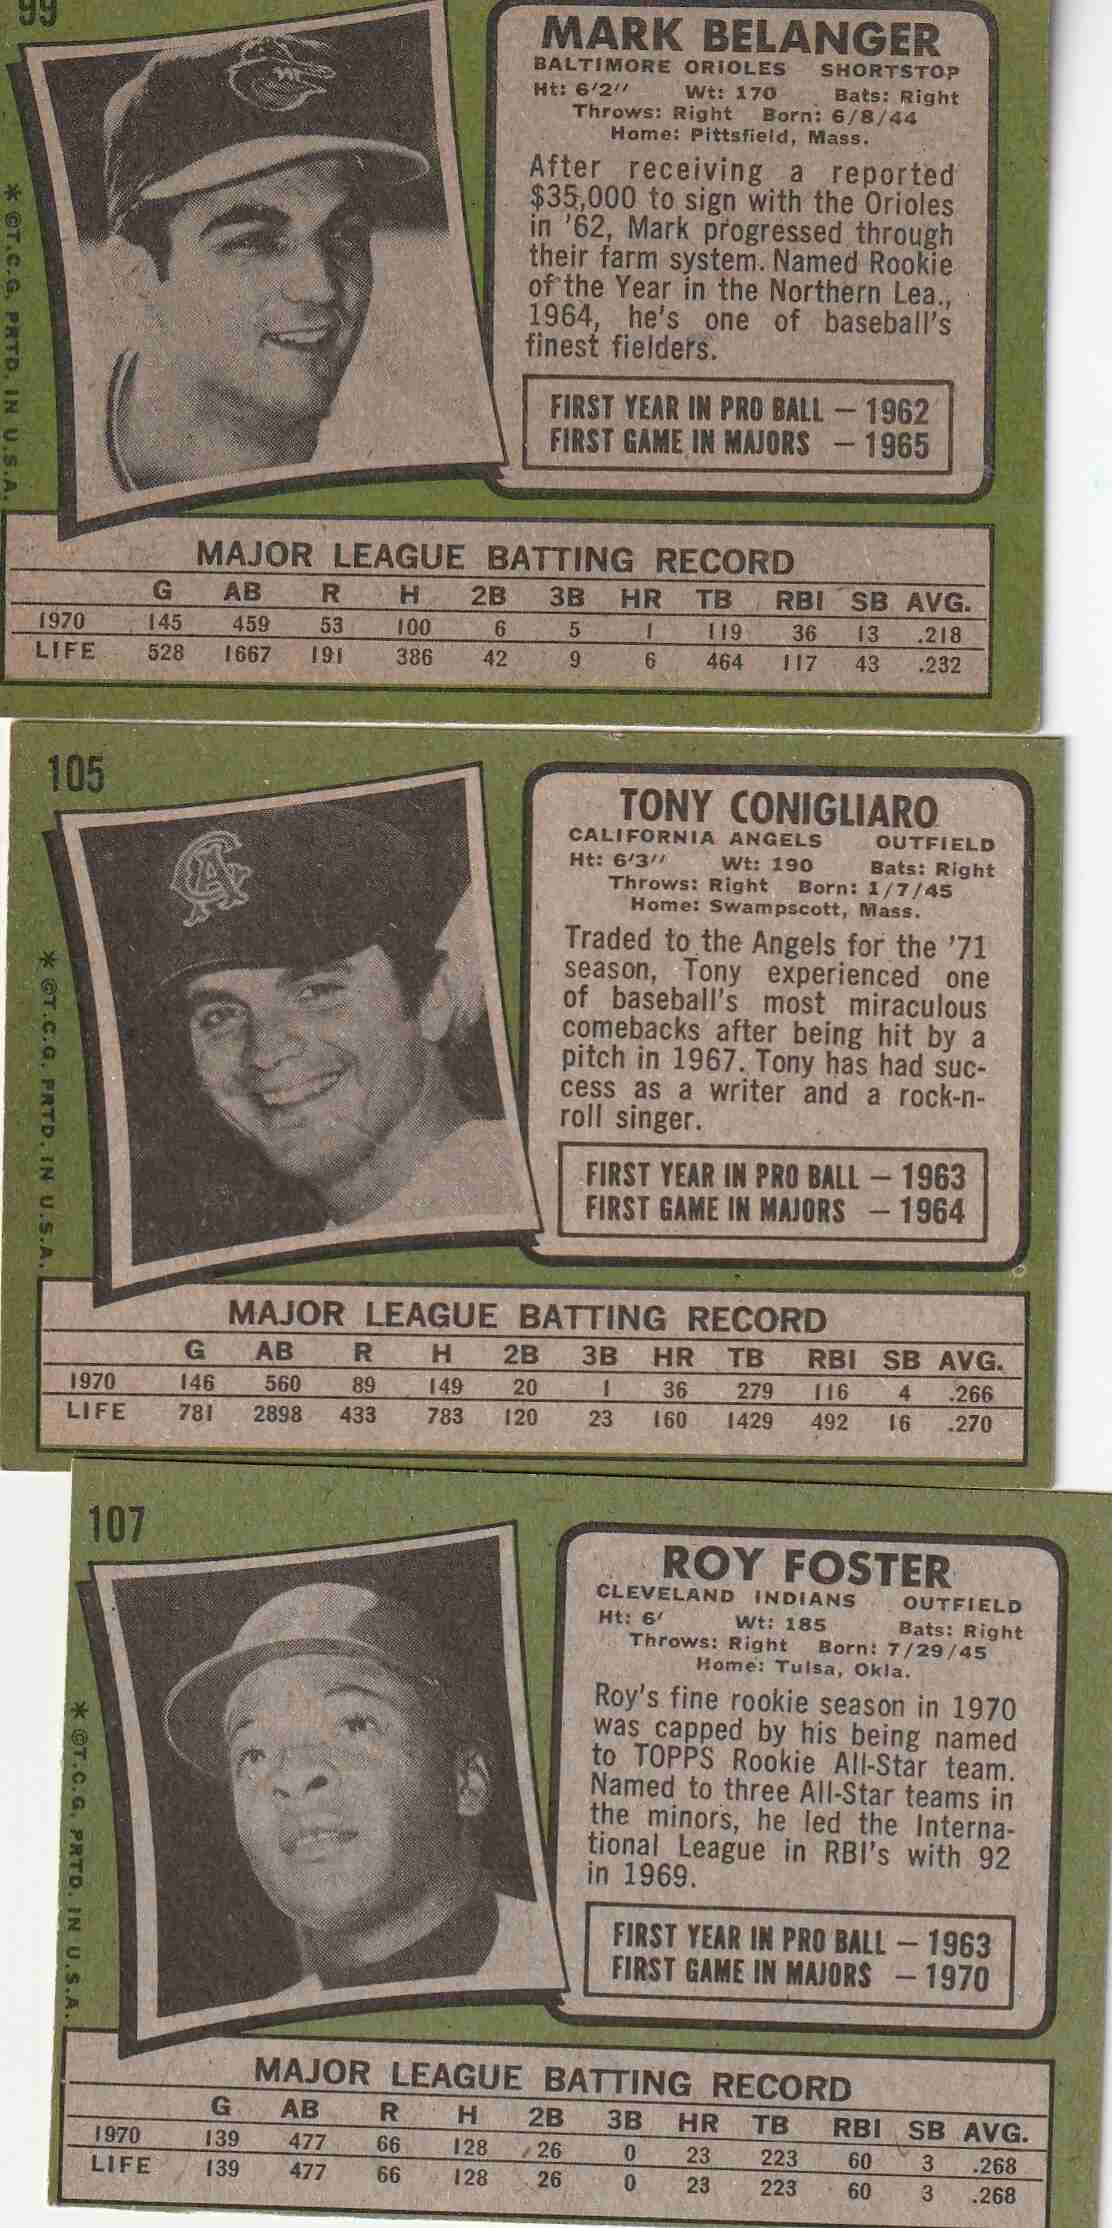 99
MARK BELANGER
BALTIMORE ORIOLES SHORTSTOP
Ht: 6'2" Wt: 170 Bats: Right
Throws: Right Born: 6/8/44
Home: Pittsfield, Mass.
After receiving a reported
$35,000 to sign with the Orioles
in '62, Mark progressed through
their farm system. Named Rookie
of the Year in the Northern Lea.,
1964, he's one of baseball's
finest fielders.
FIRST YEAR IN PRO BALL – 1962
FIRST GAME IN MAJORS – 1965
* ©T.C.G. PRTD. IN U.S.A.
MAJOR LEAGUE BATTING RECORD
G AB R H 2B 3B HR TB RBI SB AVG.
1970 145 459 53 100 6 5 1 119 36 13 .218
LIFE 528 1667 191 386 42 9 6 464 117 43 .232
105
CA
TONY CONIGLIARO
CALIFORNIA ANGELS OUTFIELD
Ht: 6'3" Wt: 190 Bats: Right
Throws: Right Born: 1/7/45
Home: Swampscott, Mass.
Traded to the Angels for the '71
season, Tony experienced one
of baseball's most miraculous
comebacks after being hit by a
pitch in 1967. Tony has had suc-
cess as a writer and a rock-n-
roll singer.
FIRST YEAR IN PRO BALL – 1963
FIRST GAME IN MAJORS – 1964
* ©T.C.G. PRTD. IN U.S.A.
MAJOR LEAGUE BATTING RECORD
G AB R H 2B 3B HR TB RBI SB AVG.
1970 146 560 89 149 20 1 36 279 116 4 .266
LIFE 781 2898 433 783 120 23 160 1429 492 16 .270
107
ROY FOSTER
CLEVELAND INDIANS OUTFIELD
Ht: 6' Wt: 185 Bats: Right
Throws: Right Born: 7/29/45
Home: Tulsa, Okla.
Roy's fine rookie season in 1970
was capped by his being named
to TOPPS Rookie All-Star team.
Named to three All-Star teams in
the minors, he led the Interna-
tional League in RBI's with 92
in 1969.
FIRST YEAR IN PRO BALL – 1963
FIRST GAME IN MAJORS – 1970
* ©T.C.G. PRTD. IN U.S.A.
MAJOR LEAGUE BATTING RECORD
G AB R H 2B 3B HR TB RBI SB AVG.
1970 139 477 66 128 26 0 23 223 60 3 .268
LIFE 139 477 66 128 26 0 23 223 60 3 .268